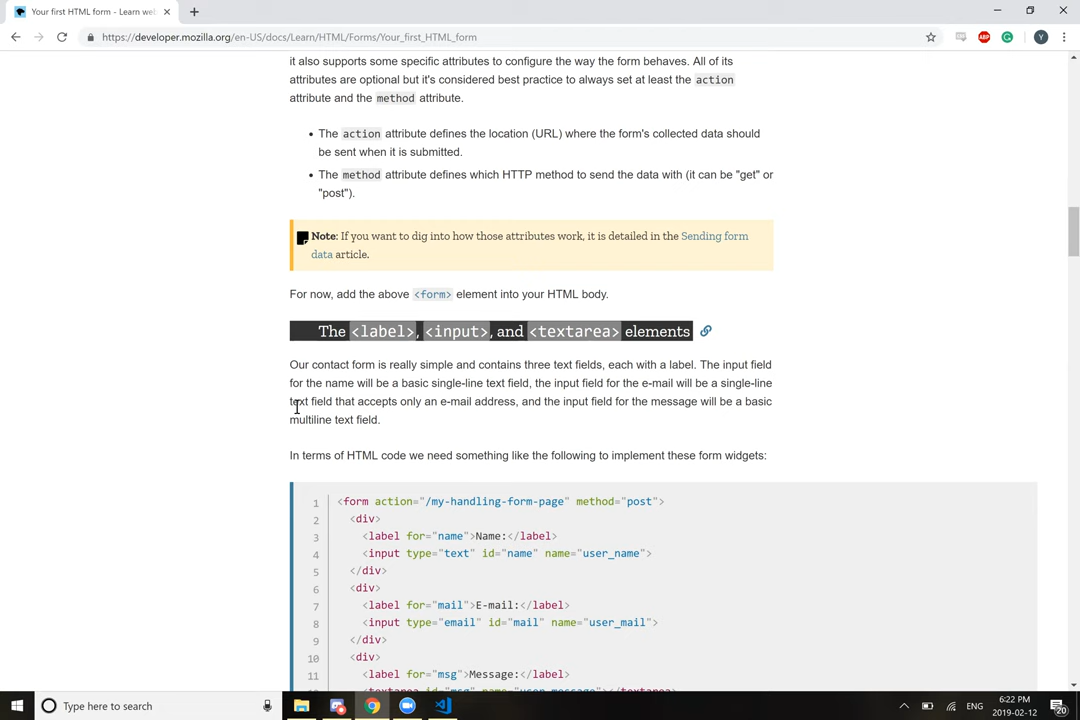 Your first HTML form - Learn we
https://developer.mozilla.org/en-US/docs/Learn/HTML/Forms/Your_first_HTML_form
ABP
G
Y
it also supports some specific attributes to configure the way the form behaves. All of its
attributes are optional but it's considered best practice to always set at least the action
attribute and the method attribute.
• The action attribute defines the location (URL) where the form's collected data should
be sent when it is submitted.
• The method attribute defines which HTTP method to send the data with (it can be "get" or
"post").
Note: If you want to dig into how those attributes work, it is detailed in the Sending form
data article.
For now, add the above <form> element into your HTML body.
The <label>, <input>, and <textarea> elements
Our contact form is really simple and contains three text fields, each with a label. The input field
for the name will be a basic single-line text field, the input field for the e-mail will be a single-line
text field that accepts only an e-mail address, and the input field for the message will be a basic
multiline text field.
In terms of HTML code we need something like the following to implement these form widgets:
1 <form action="/my-handling-form-page" method="post">
2 <div>
3 <label for="name">Name:</label>
4 <input type="text" id="name" name="user_name">
5 </div>
6 <div>
7 <label for="mail">E-mail:</label>
8 <input type="email" id="mail" name="user_mail">
9 </div>
10 <div>
11 <label for="msg">Message:</label>
<textarea id="msg" name="user_message"></textarea>
Type here to search
ENG
6:22 PM
2019-02-12
20